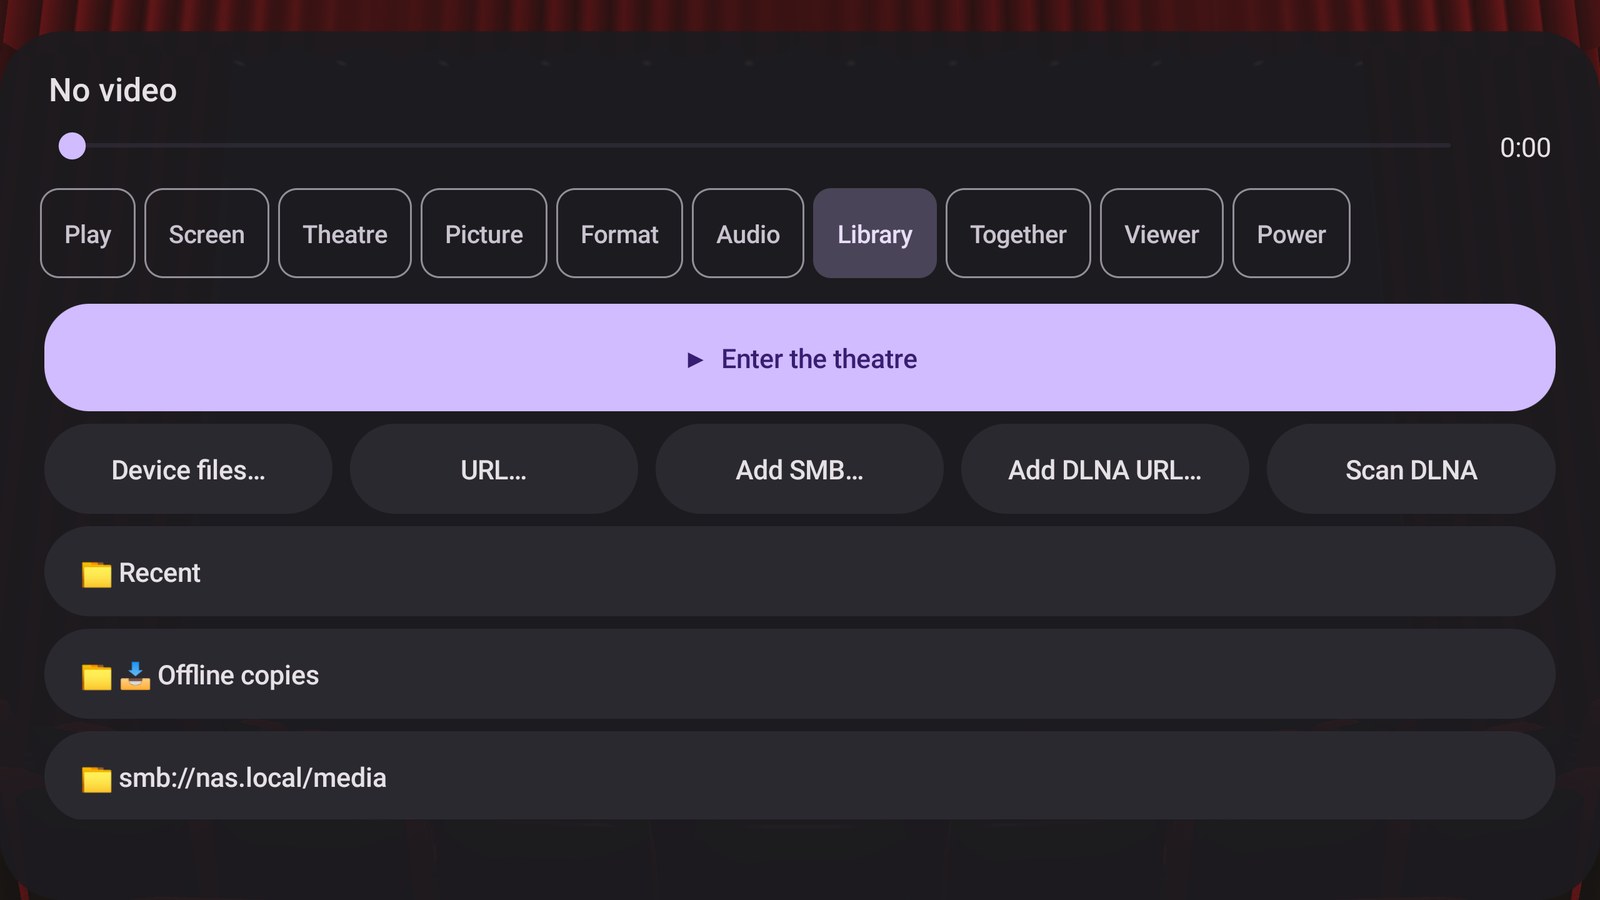 No video
0:00
Play Screen Theatre Picture Format Audio Library Together Viewer Power
► Enter the theatre
Device files… URL… Add SMB… Add DLNA URL… Scan DLNA
Recent
Offline copies
smb://nas.local/media